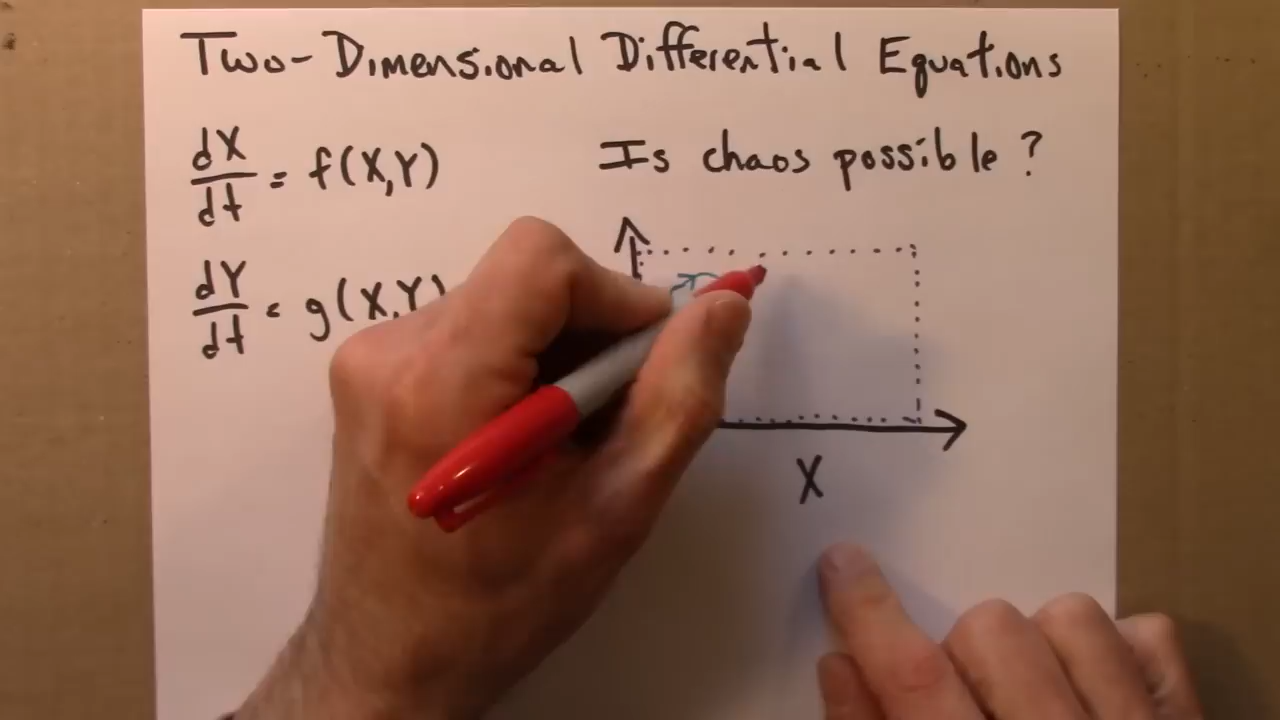 Two-Dimensional Differential Equations
dX/dt = f(X,Y)
Is chaos possible?
dY/dt = g(X,Y)
X